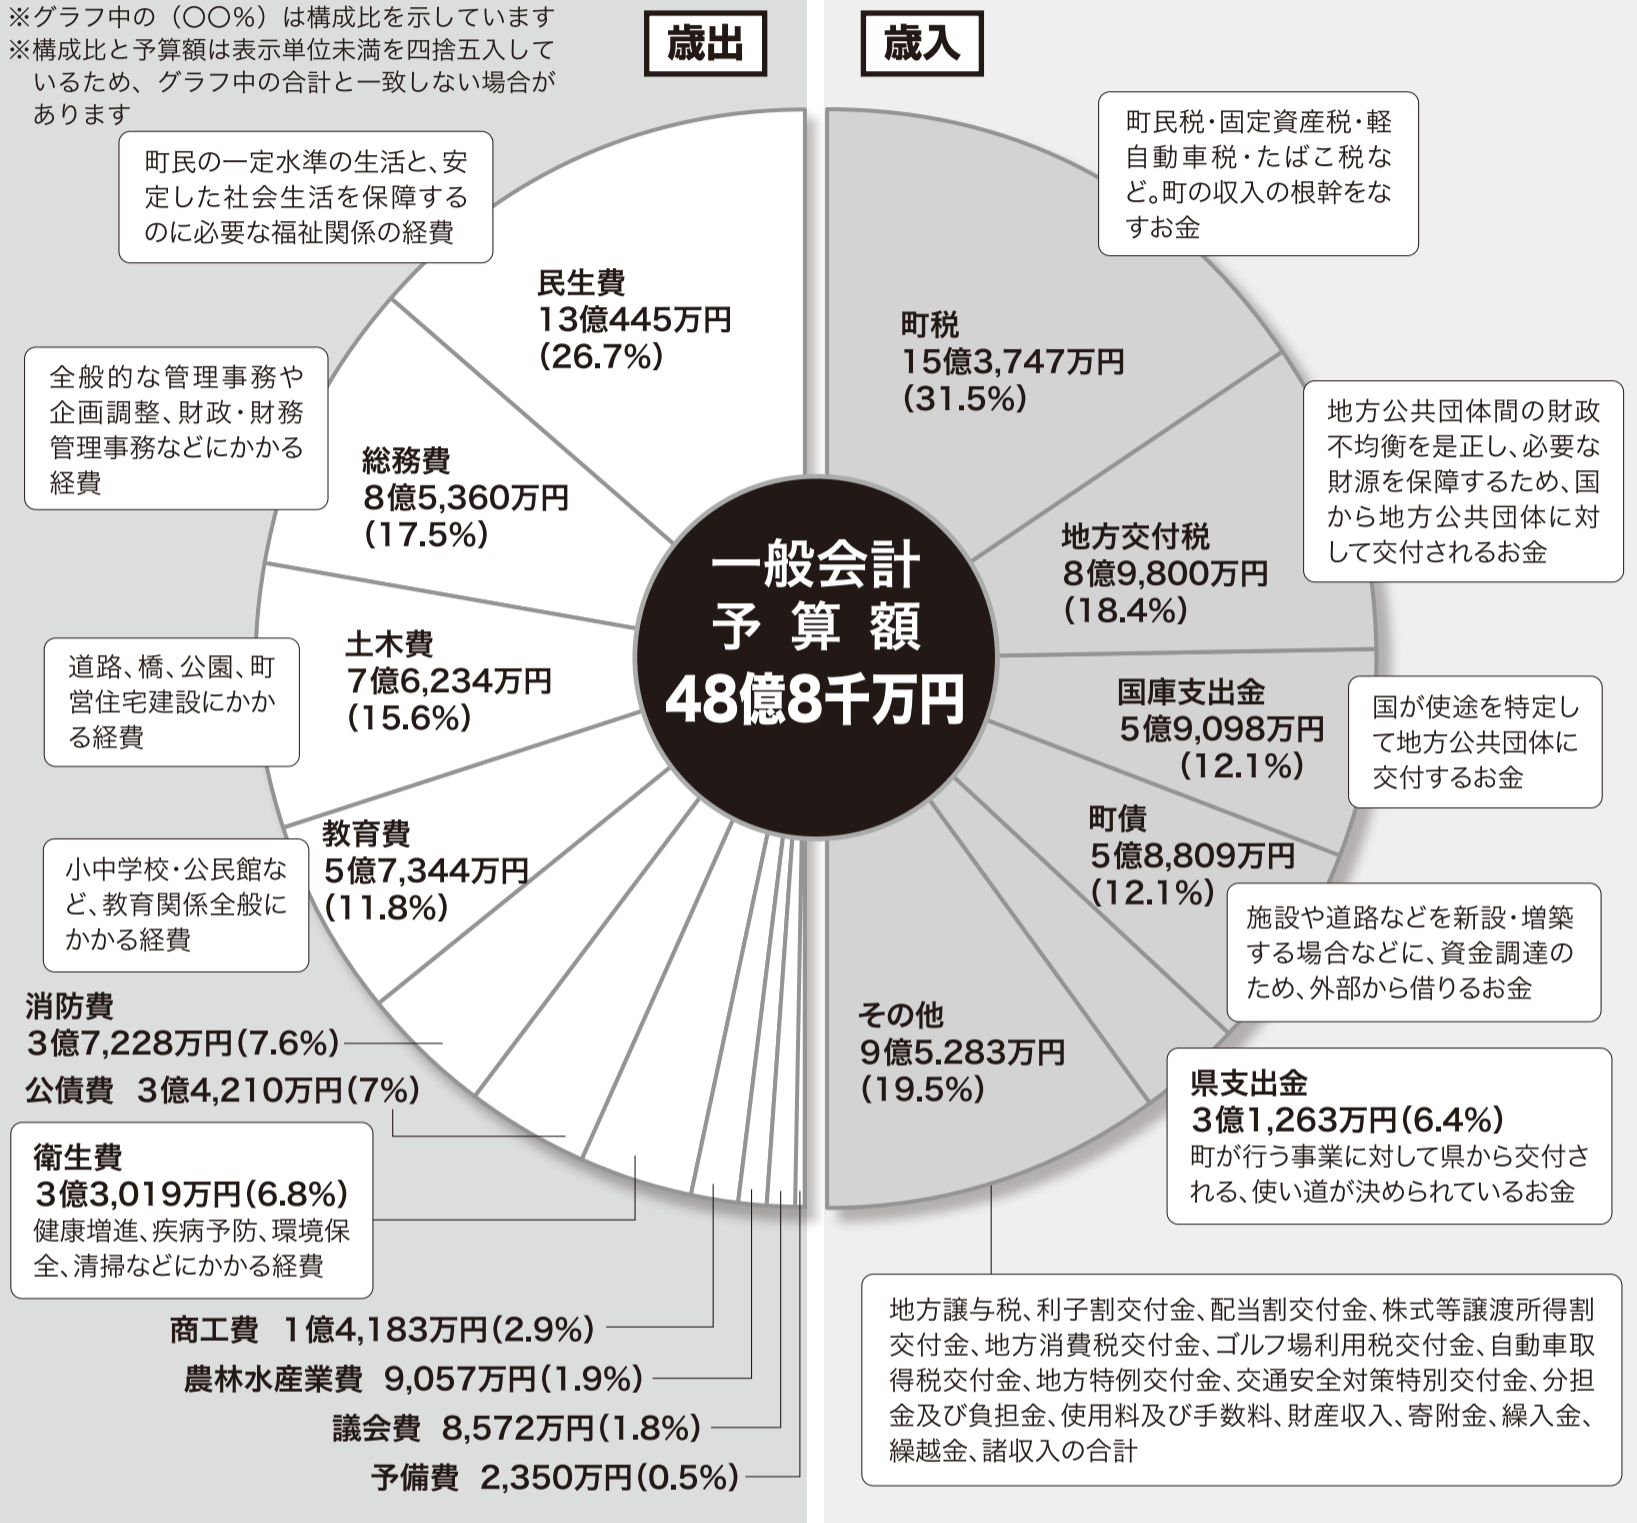 ※グラフ中の（〇〇%）は構成比を示しています
※構成比と予算額は表示単位未満を四捨五入して
いるため、グラフ中の合計と一致しない場合が
あります
歳出
町民の一定水準の生活と、安
定した社会生活を保障する
のに必要な福祉関係の経費
民生費
13億445万円
(26.7%)
全般的な管理事務や
企画調整、財政・財務
管理事務などにかかる
経費
総務費
8億5,360万円
(17.5%)
道路、橋、公園、町
営住宅建設にかか
る経費
土木費
7億6,234万円
(15.6%)
小中学校・公民館な
ど、教育関係全般に
かかる経費
教育費
5億7,344万円
(11.8%)
消防費
3億7,228万円(7.6%)
公債費 3億4,210万円(7%)
衛生費
3億3,019万円(6.8%)
健康増進、疾病予防、環境保
全、清掃などにかかる経費
商工費 1億4,183万円(2.9%)
農林水産業費 9,057万円(1.9%)
議会費 8,572万円(1.8%)
予備費 2,350万円(0.5%)
一般会計
予算額
48億8千万円
歳入
町民税・固定資産税・軽
自動車税・たばこ税な
ど。町の収入の根幹をな
すお金
町税
15億3,747万円
(31.5%)
地方公共団体間の財政
不均衡を是正し、必要な
財源を保障するため、国
から地方公共団体に対
して交付されるお金
地方交付税
8億9,800万円
(18.4%)
国庫支出金
5億9,098万円
(12.1%)
国が使途を特定し
て地方公共団体に
交付するお金
町債
5億8,809万円
(12.1%)
施設や道路などを新設・増築
する場合などに、資金調達の
ため、外部から借りるお金
県支出金
3億1,263万円(6.4%)
町が行う事業に対して県から交付さ
れる、使い道が決められているお金
その他
9億5.283万円
(19.5%)
地方譲与税、利子割交付金、配当割交付金、株式等譲渡所得割
交付金、地方消費税交付金、ゴルフ場利用税交付金、自動車取
得税交付金、地方特例交付金、交通安全対策特別交付金、分担
金及び負担金、使用料及び手数料、財産収入、寄附金、繰入金、
繰越金、諸収入の合計